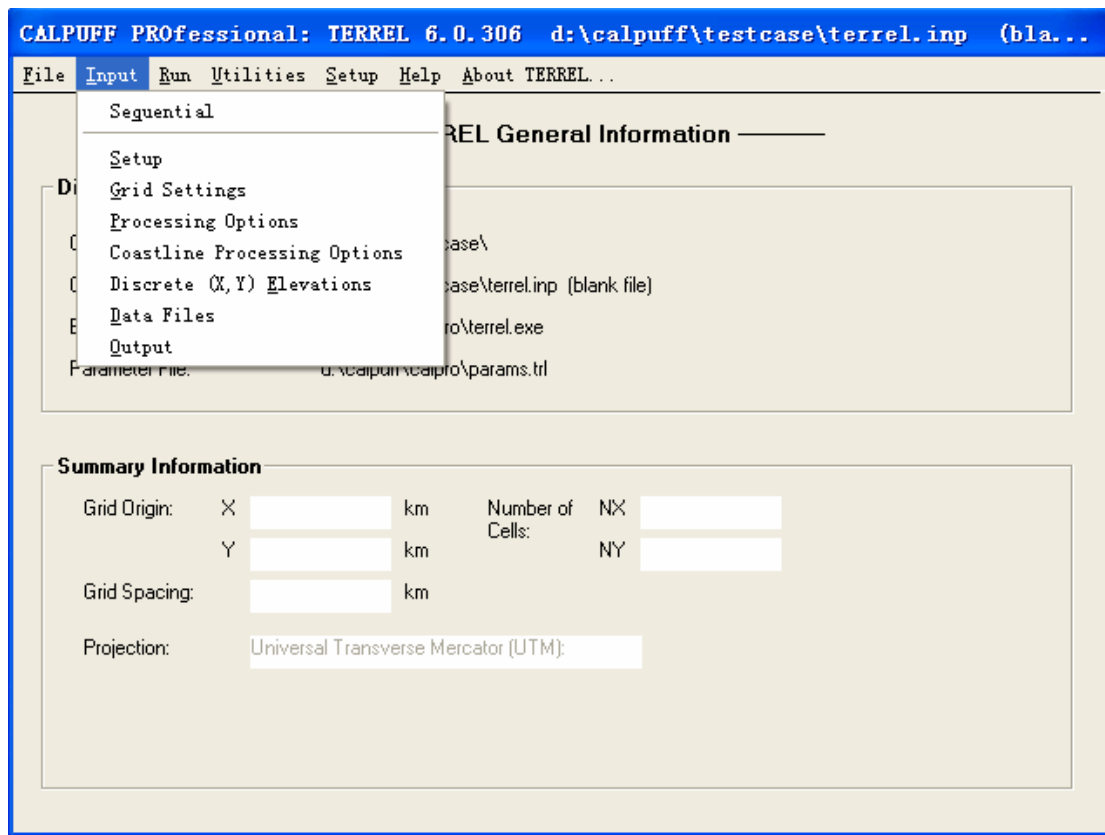 CALPUFF PROfessional: TERREL 6.0.306 d:\calpuff\testcase\terrel.inp (bla...
File Input Run Utilities Setup Help About TERREL...
Sequential
REL General Information
Setup
Di
Grid Settings
Processing Options
case\
Coastline Processing Options
Discrete (X,Y) Elevations
case\terrel.inp (blank file)
Data Files
ro\terrel.exe
Output
Parameter File: d:\calpuff\calpro\params.trl
Summary Information
Grid Origin: X km Number of Cells: NX
Y km NY
Grid Spacing: km
Projection: Universal Transverse Mercator (UTM):